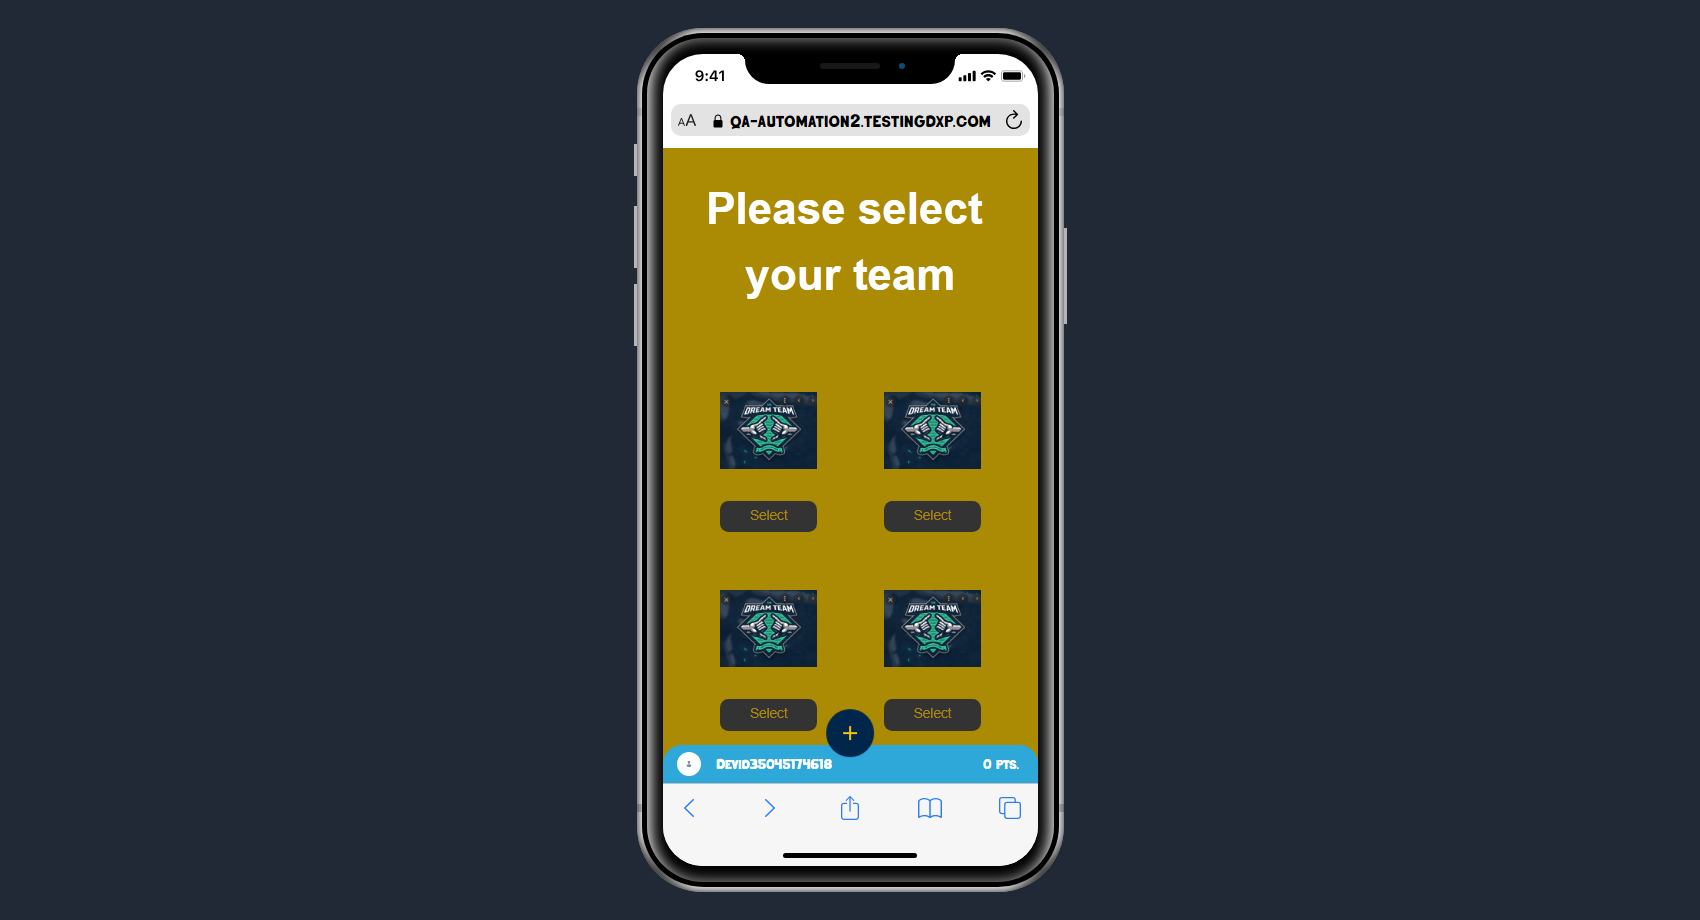 9:41
AA QA-AUTOMATION2.TESTINGDXP.COM
Please select
your team
DREAM TEAM DREAM TEAM
Select Select
DREAM TEAM DREAM TEAM
Select Select
+
Devid35045174618 0 PTS.